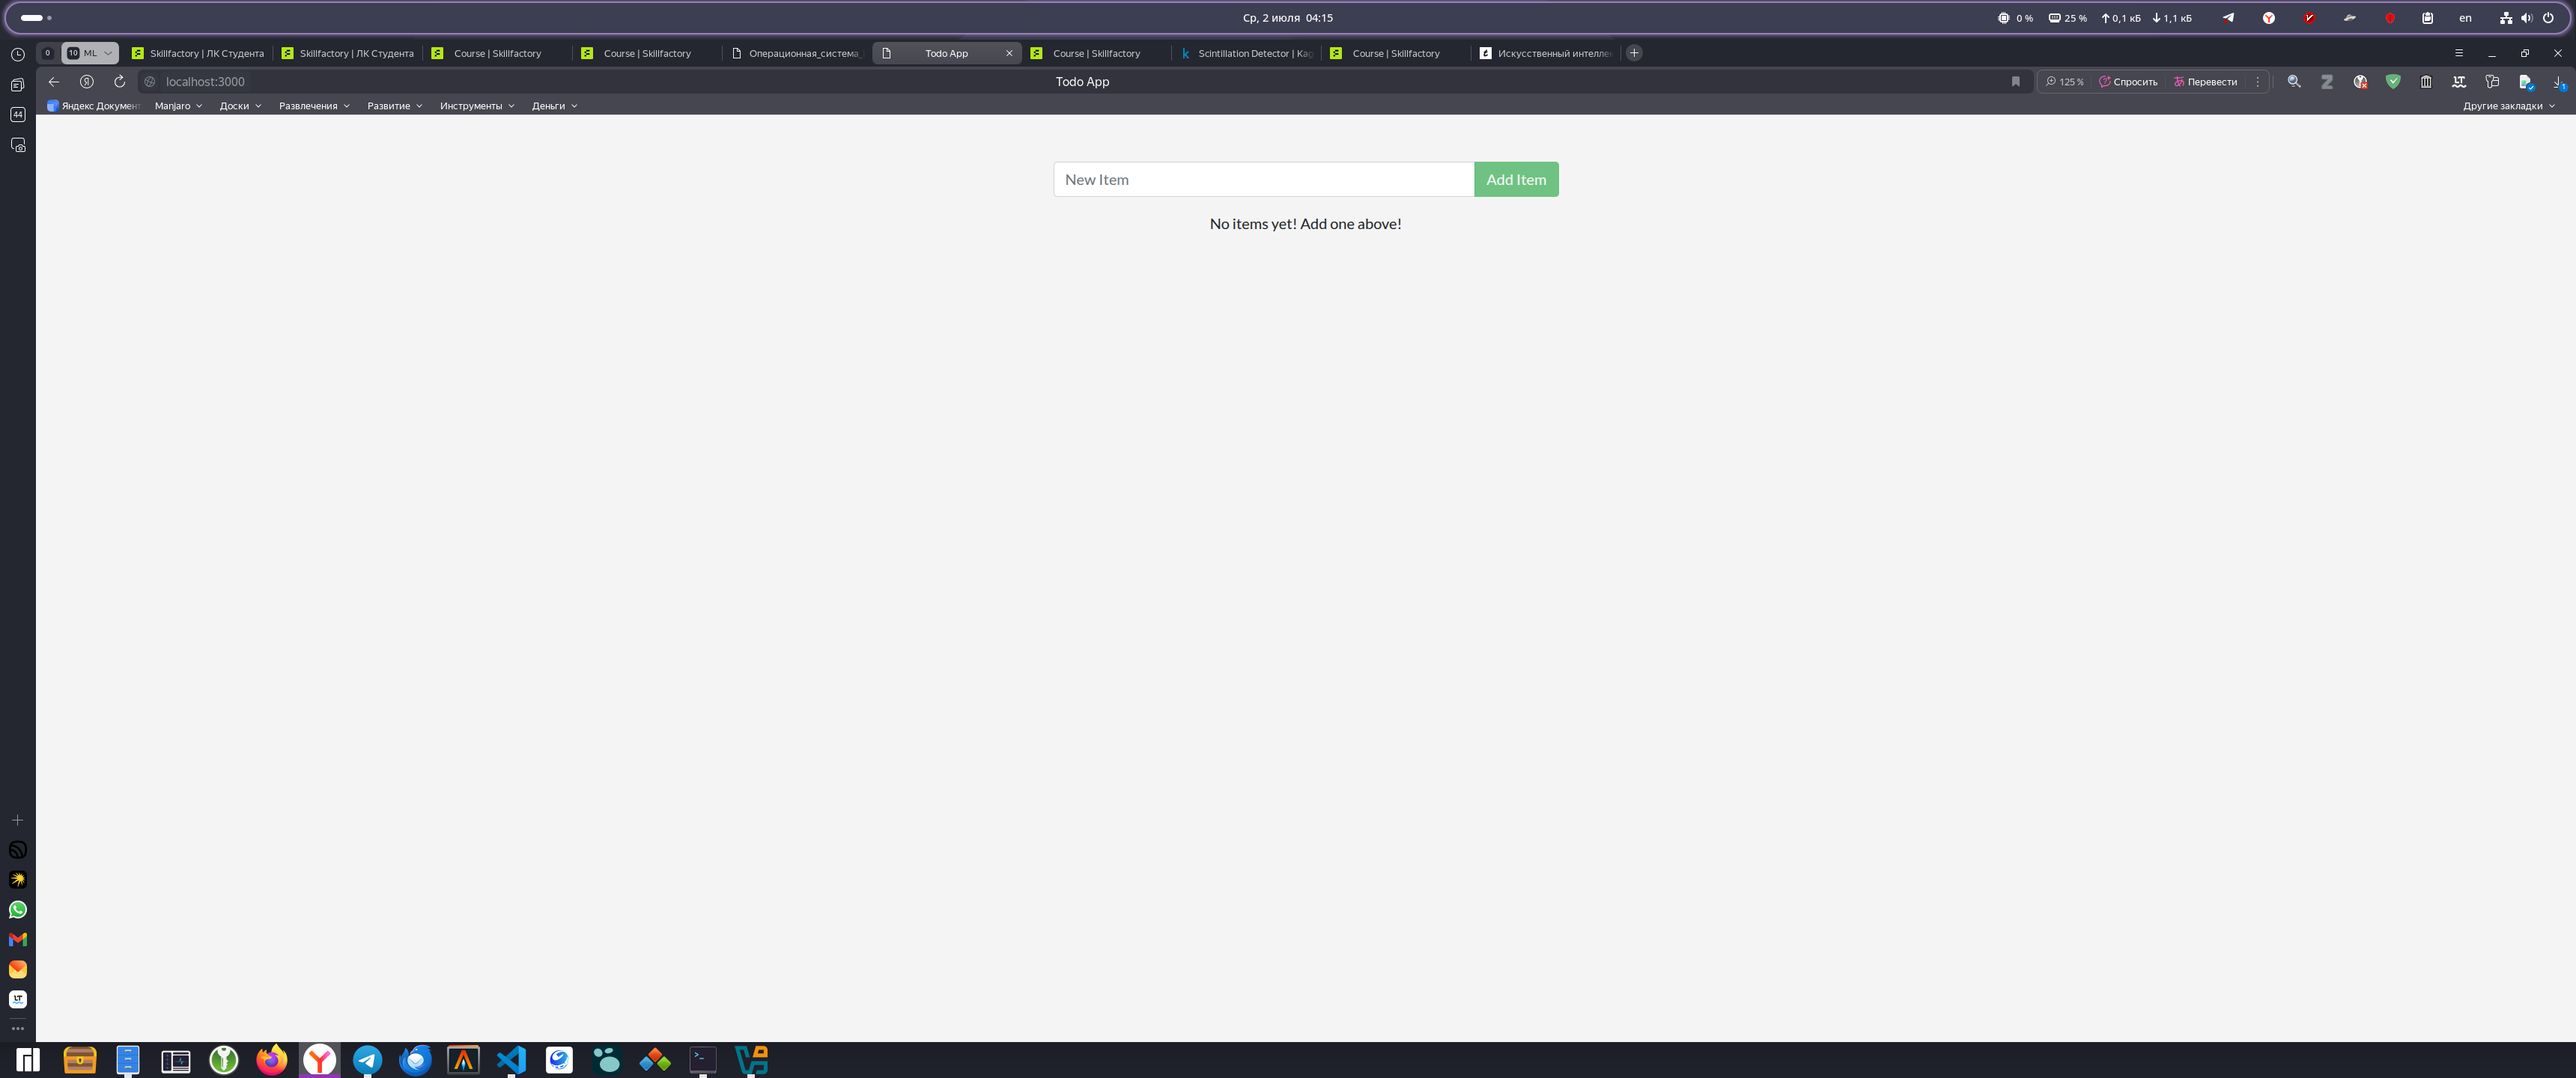 Ср, 2 июля 04:15
0 %
25 %
0,1 кБ
1,1 кБ
en
0
10 ML
Skillfactory | ЛК Студента
Skillfactory | ЛК Студента
Course | Skillfactory
Course | Skillfactory
Операционная_система_
Todo App
Course | Skillfactory
Scintillation Detector | Kag
Course | Skillfactory
Искусственный интеллек
localhost:3000
Todo App
125 %
Спросить
Перевести
1
Яндекс Документ
Manjaro
Доски
Развлечения
Развитие
Инструменты
Деньги
Другие закладки
44
New Item
Add Item
No items yet! Add one above!